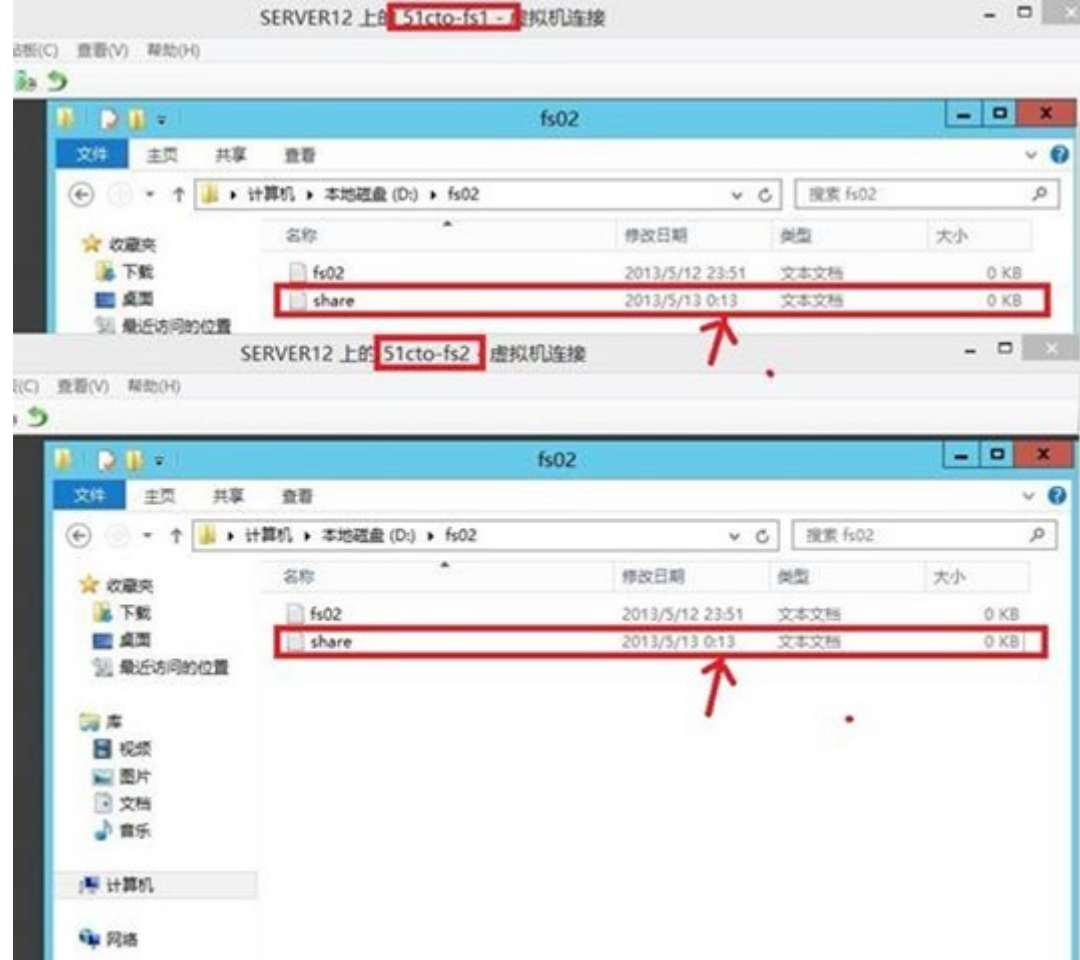 SERVER12 上的 51cto-fs1 - 虚拟机连接
查看(V) 帮助(H)
fs02
文件 主页 共享 查看
计算机 本地磁盘 (D:) fs02 搜索 fs02
名称 修改日期 类型 大小
收藏夹
下载
桌面
最近访问的位置
fs02 2013/5/12 23:51 文本文档 0 KB
share 2013/5/13 0:13 文本文档 0 KB
SERVER12 上的 51cto-fs2 - 虚拟机连接
查看(V) 帮助(H)
fs02
文件 主页 共享 查看
计算机 本地磁盘 (D:) fs02 搜索 fs02
名称 修改日期 类型 大小
收藏夹
下载
桌面
最近访问的位置
fs02 2013/5/12 23:51 文本文档 0 KB
share 2013/5/13 0:13 文本文档 0 KB
库
视频
图片
文档
音乐
计算机
网络